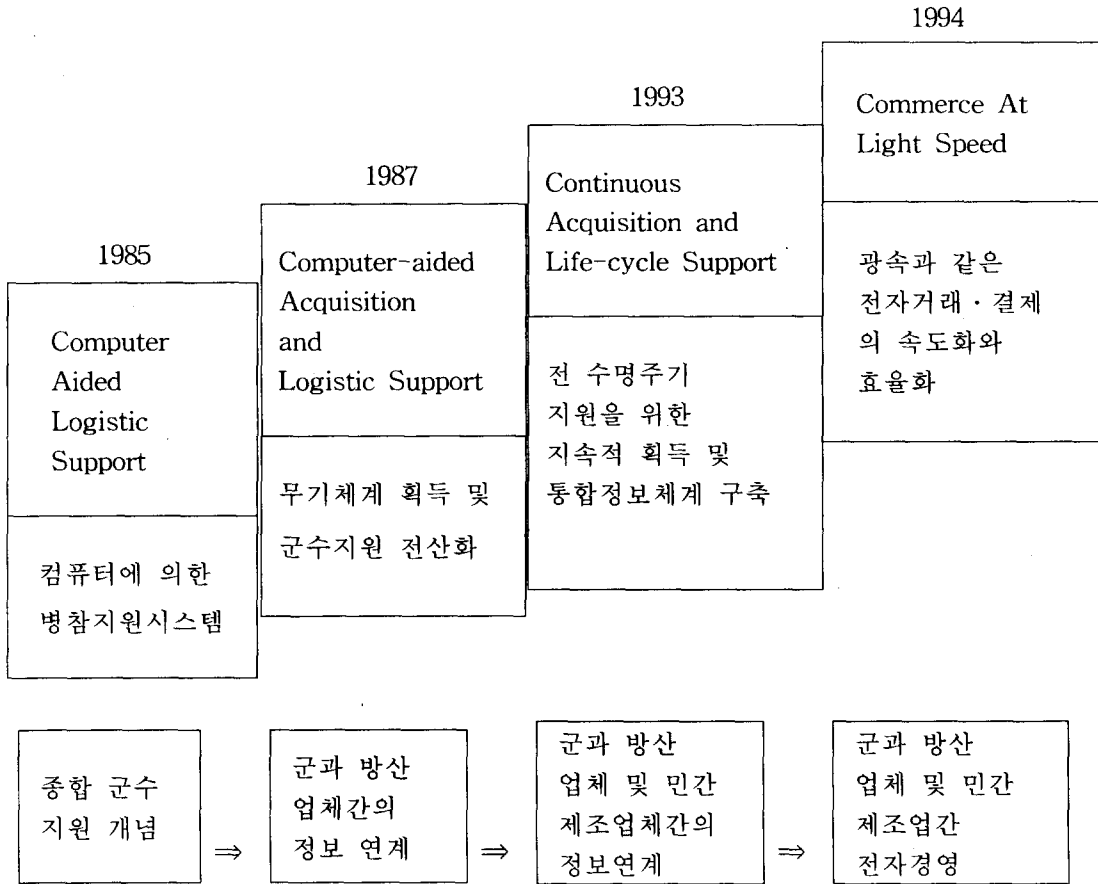 1985
Computer
Aided
Logistic
Support
컴퓨터에 의한
병참지원시스템
1987
Computer-aided
Acquisition
and
Logistic Support
무기체계 획득 및
군수지원 전산화
1993
Continuous
Acquisition and
Life-cycle Support
전 수명주기
지원을 위한
지속적 획득 및
통합정보체계 구축
1994
Commerce At
Light Speed
광속과 같은
전자거래·결제
의 속도화와
효율화
종합 군수
지원 개념
⇒
군과 방산
업체간의
정보 연계
⇒
군과 방산
업체 및 민간
제조업체간의
정보연계
⇒
군과 방산
업체 및 민간
제조업간
전자경영